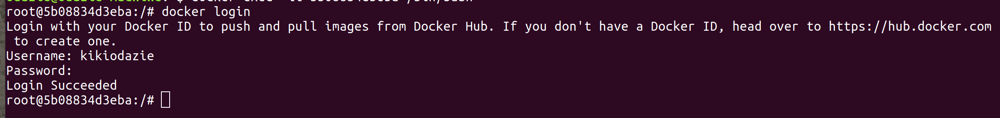 root@5b08834d3eba:/# docker login
Login with your Docker ID to push and pull images from Docker Hub. If you don't have a Docker ID, head over to https://hub.docker.com
 to create one.
Username: kikiodazie
Password:
Login Succeeded
root@5b08834d3eba:/#